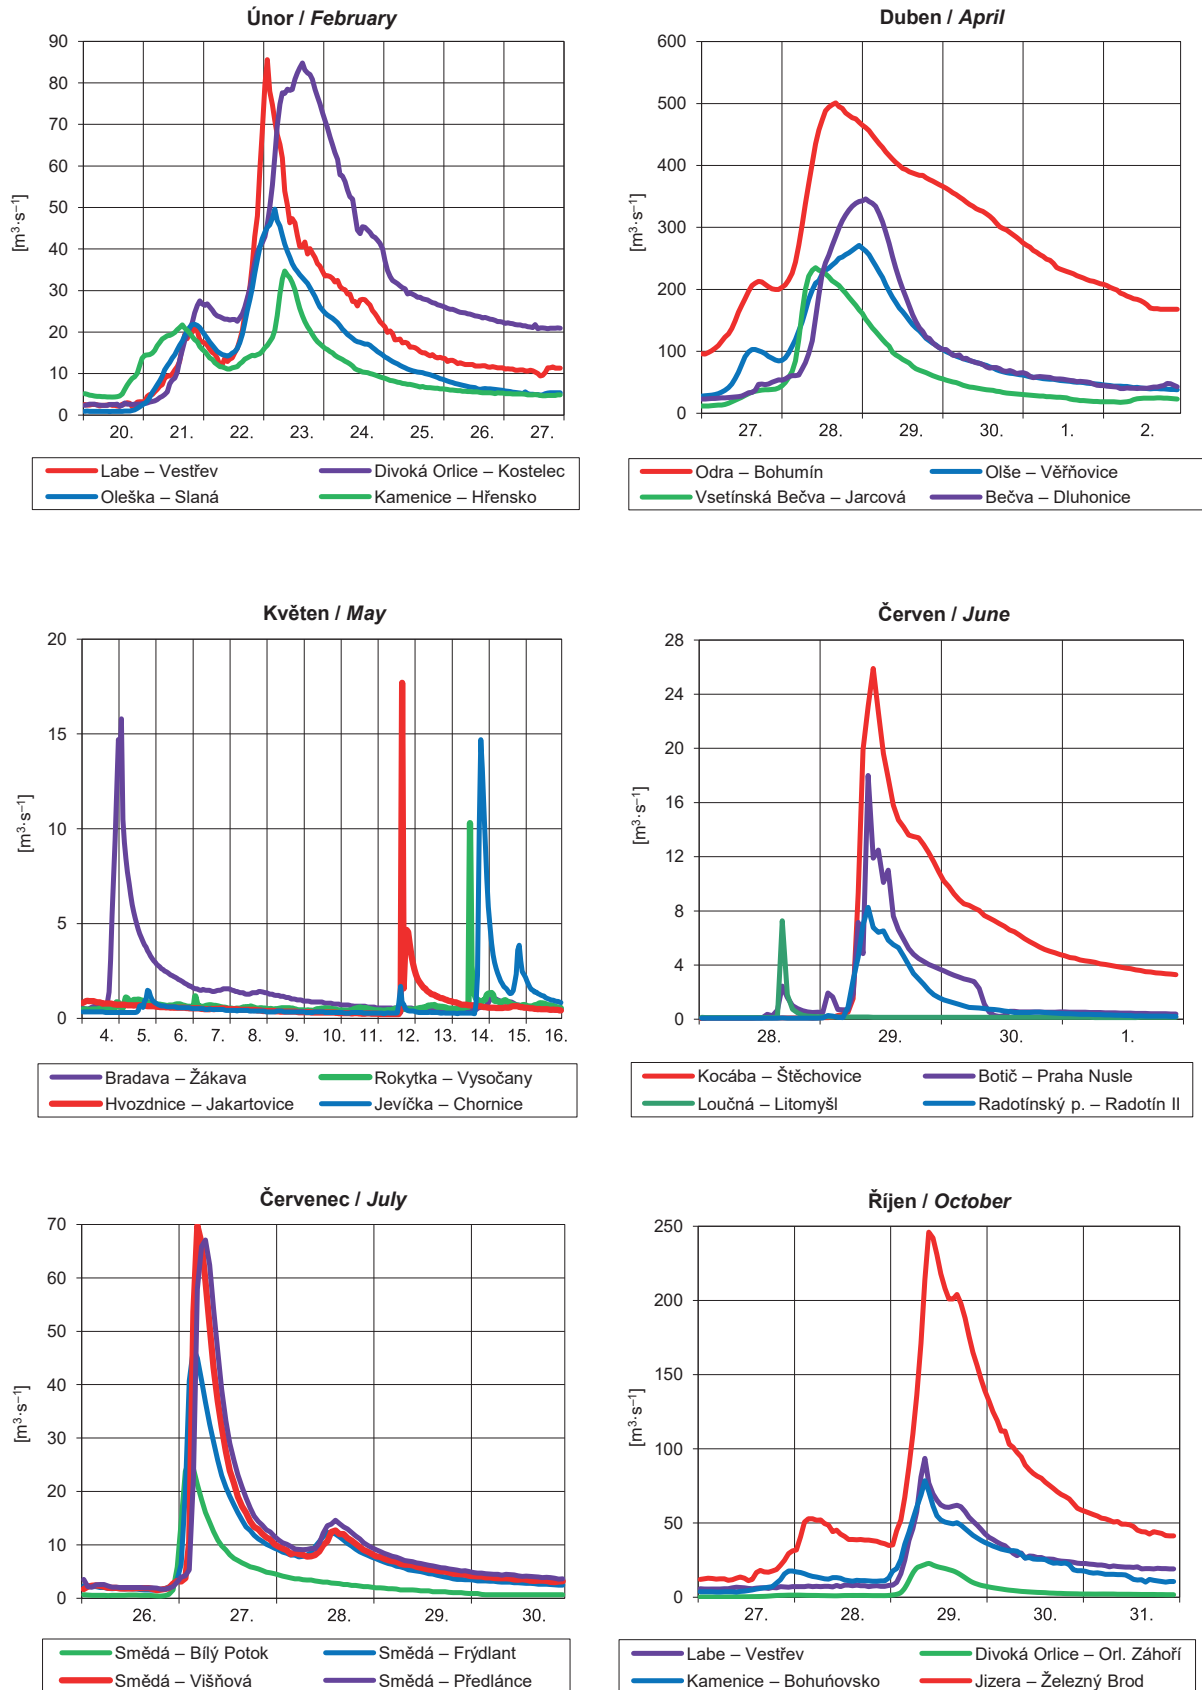 Únor / February
[m³·s⁻¹]
90
80
70
60
50
40
30
20
10
0
20. 21. 22. 23. 24. 25. 26. 27.
Labe – Vestřev Divoká Orlice – Kostelec
Oleška – Slaná Kamenice – Hřensko
Duben / April
[m³·s⁻¹]
600
500
400
300
200
100
0
27. 28. 29. 30. 1. 2.
Odra – Bohumín Olše – Věřňovice
Vsetínská Bečva – Jarcová Bečva – Dluhonice
Květen / May
[m³·s⁻¹]
20
15
10
5
0
4. 5. 6. 7. 8. 9. 10. 11. 12. 13. 14. 15. 16.
Bradava – Žákava Rokytka – Vysočany
Hvozdnice – Jakartovice Jevíčka – Chornice
Červen / June
[m³·s⁻¹]
28
24
20
16
12
8
4
0
28. 29. 30. 1.
Kocába – Štěchovice Botič – Praha Nusle
Loučná – Litomyšl Radotínský p. – Radotín II
Červenec / July
[m³·s⁻¹]
70
60
50
40
30
20
10
0
26. 27. 28. 29. 30.
Smědá – Bílý Potok Smědá – Frýdlant
Smědá – Višňová Smědá – Předlánce
Říjen / October
[m³·s⁻¹]
250
200
150
100
50
0
27. 28. 29. 30. 31.
Labe – Vestřev Divoká Orlice – Orl. Záhoří
Kamenice – Bohuňovsko Jizera – Železný Brod